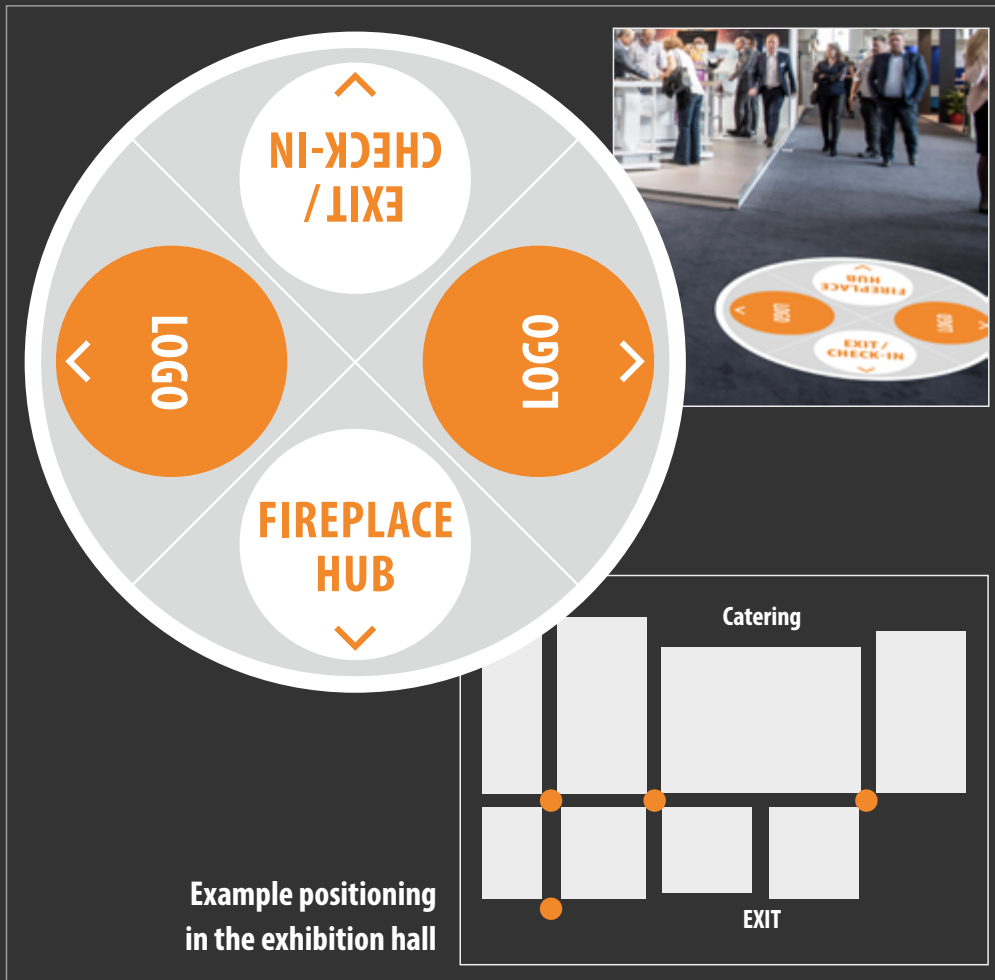 EXIT /
CHECK-IN
LOGO
LOGO
FIREPLACE
HUB
FIREPLACE
HUB
LOGO
LOGO
EXIT /
CHECK-IN
Catering
EXIT
Example positioning
in the exhibition hall